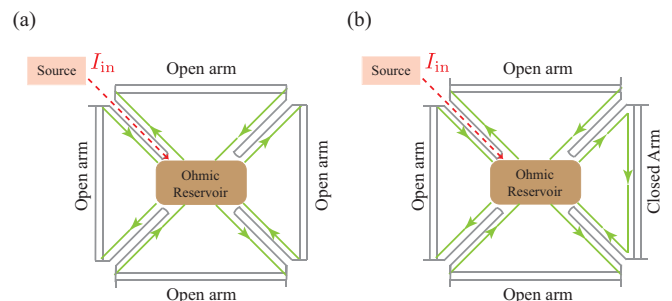 (a)
Source
I_in
Open arm
Open arm
Ohmic
Reservoir
Open arm
Open arm
(b)
Source
I_in
Open arm
Open arm
Ohmic
Reservoir
Closed Arm
Open arm